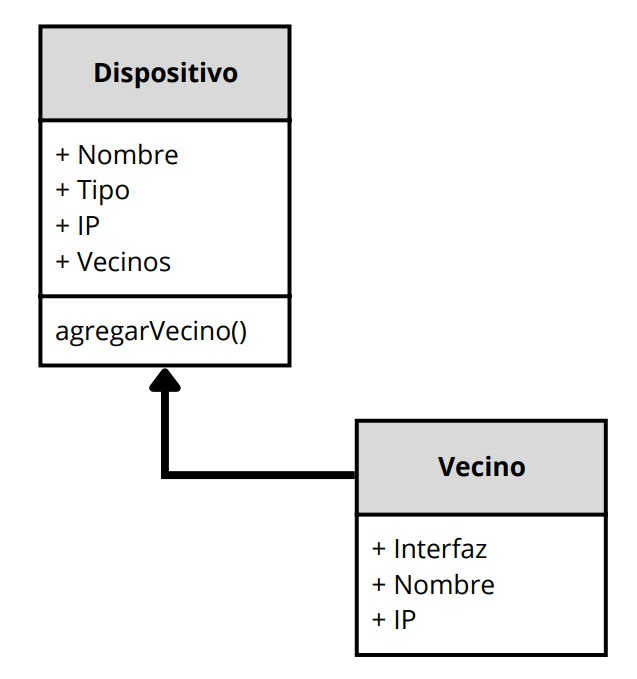 Dispositivo
+ Nombre
+ Tipo
+ IP
+ Vecinos
agregarVecino()
Vecino
+ Interfaz
+ Nombre
+ IP